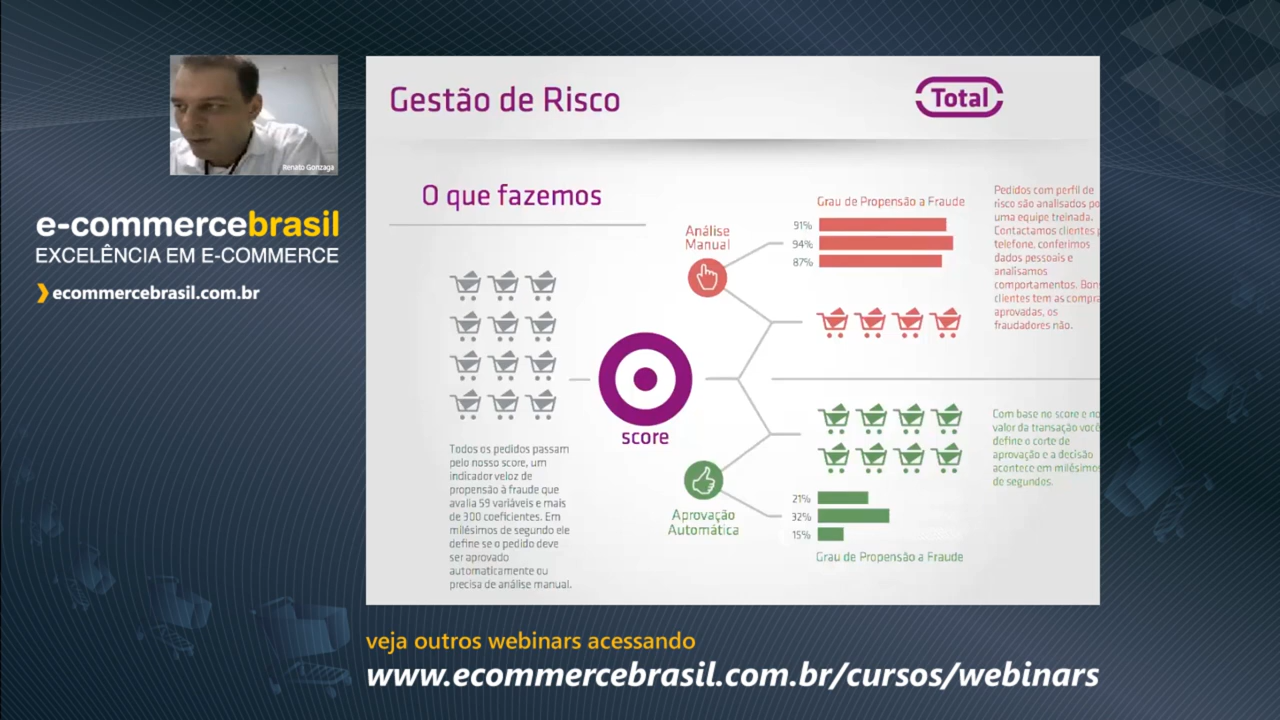 Renato Gonzaga
e-commercebrasil
EXCELÊNCIA EM E-COMMERCE
ecommercebrasil.com.br
Gestão de Risco
Total
O que fazemos
Todos os pedidos passam
pelo nosso score, um
indicador veloz de
propensão à fraude que
avalia 59 variáveis e mais
de 300 coeficientes. Em
milésimos de segundo ele
define se o pedido deve
ser aprovado
automaticamente ou
precisa de análise manual.
score
Análise
Manual
Grau de Propensão a Fraude
91%
94%
87%
Pedidos com perfil de
risco são analisados po
uma equipe treinada.
Contactamos clientes p
telefone, conferimos
dados pessoais e
analisamos
comportamentos. Bon
clientes tem as compra
aprovadas, os
fraudadores não.
Com base no score e no
valor da transação você
define o corte de
aprovação e a decisão
acontece em milésimos
de segundos.
Aprovação
Automática
21%
32%
15%
Grau de Propensão a Fraude
veja outros webinars acessando
www.ecommercebrasil.com.br/cursos/webinars